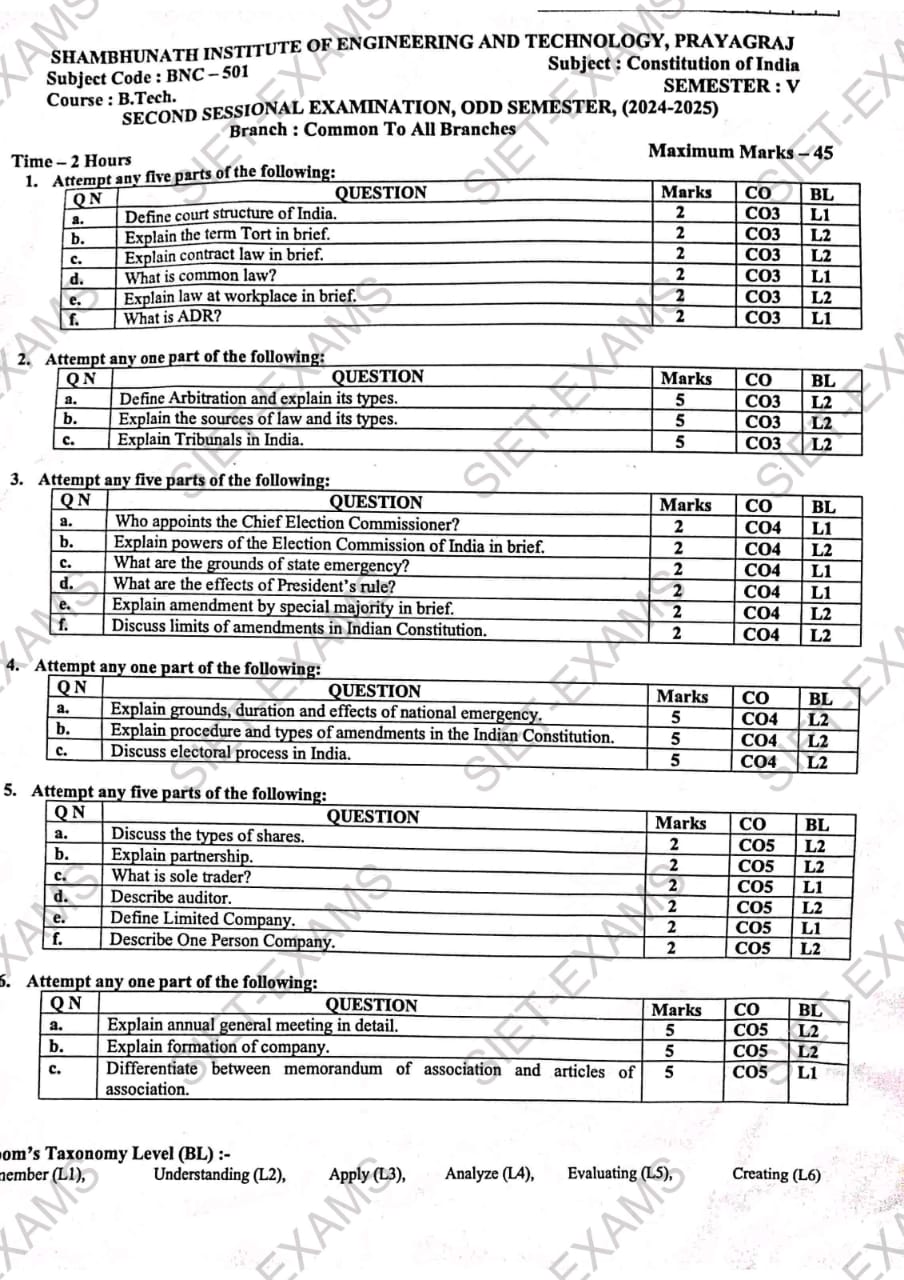 SHAMBHUNATH INSTITUTE OF ENGINEERING AND TECHNOLOGY, PRAYAGRAJ
Subject Code : BNC – 501 Subject : Constitution of India
Course : B.Tech. SEMESTER : V
SECOND SESSIONAL EXAMINATION, ODD SEMESTER, (2024-2025)
Branch : Common To All Branches
Time – 2 Hours Maximum Marks – 45
1. Attempt any five parts of the following:
Q N QUESTION Marks CO BL
a. Define court structure of India. 2 CO3 L1
b. Explain the term Tort in brief. 2 CO3 L2
c. Explain contract law in brief. 2 CO3 L2
d. What is common law? 2 CO3 L1
e. Explain law at workplace in brief. 2 CO3 L2
f. What is ADR? 2 CO3 L1
2. Attempt any one part of the following:
Q N QUESTION Marks CO BL
a. Define Arbitration and explain its types. 5 CO3 L2
b. Explain the sources of law and its types. 5 CO3 L2
c. Explain Tribunals in India. 5 CO3 L2
3. Attempt any five parts of the following:
Q N QUESTION Marks CO BL
a. Who appoints the Chief Election Commissioner? 2 CO4 L1
b. Explain powers of the Election Commission of India in brief. 2 CO4 L2
c. What are the grounds of state emergency? 2 CO4 L1
d. What are the effects of President's rule? 2 CO4 L1
e. Explain amendment by special majority in brief. 2 CO4 L2
f. Discuss limits of amendments in Indian Constitution. 2 CO4 L2
4. Attempt any one part of the following:
Q N QUESTION Marks CO BL
a. Explain grounds, duration and effects of national emergency. 5 CO4 L2
b. Explain procedure and types of amendments in the Indian Constitution. 5 CO4 L2
c. Discuss electoral process in India. 5 CO4 L2
5. Attempt any five parts of the following:
Q N QUESTION Marks CO BL
a. Discuss the types of shares. 2 CO5 L2
b. Explain partnership. 2 CO5 L2
c. What is sole trader? 2 CO5 L1
d. Describe auditor. 2 CO5 L2
e. Define Limited Company. 2 CO5 L1
f. Describe One Person Company. 2 CO5 L2
6. Attempt any one part of the following:
Q N QUESTION Marks CO BL
a. Explain annual general meeting in detail. 5 CO5 L2
b. Explain formation of company. 5 CO5 L2
c. Differentiate between memorandum of association and articles of 5 CO5 L1
association.
oom's Taxonomy Level (BL) :-
nember (L1), Understanding (L2), Apply (L3), Analyze (L4), Evaluating (L5), Creating (L6)
SIET-EXAMS